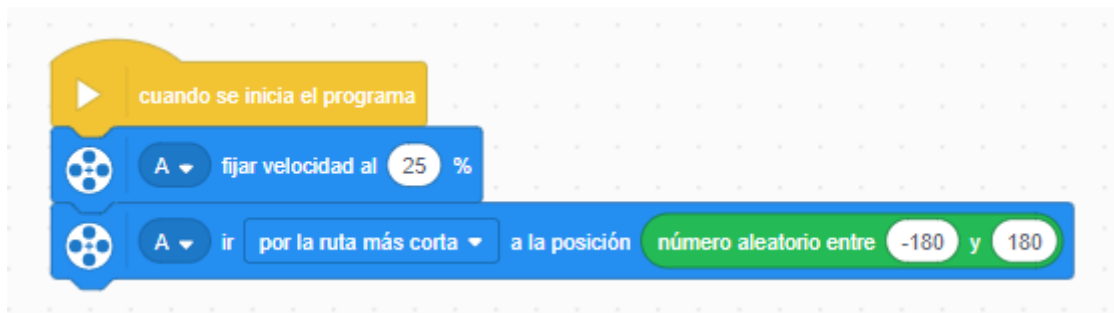 cuando se inicia el programa
A fijar velocidad al 25 %
A ir por la ruta más corta a la posición número aleatorio entre -180 y 180